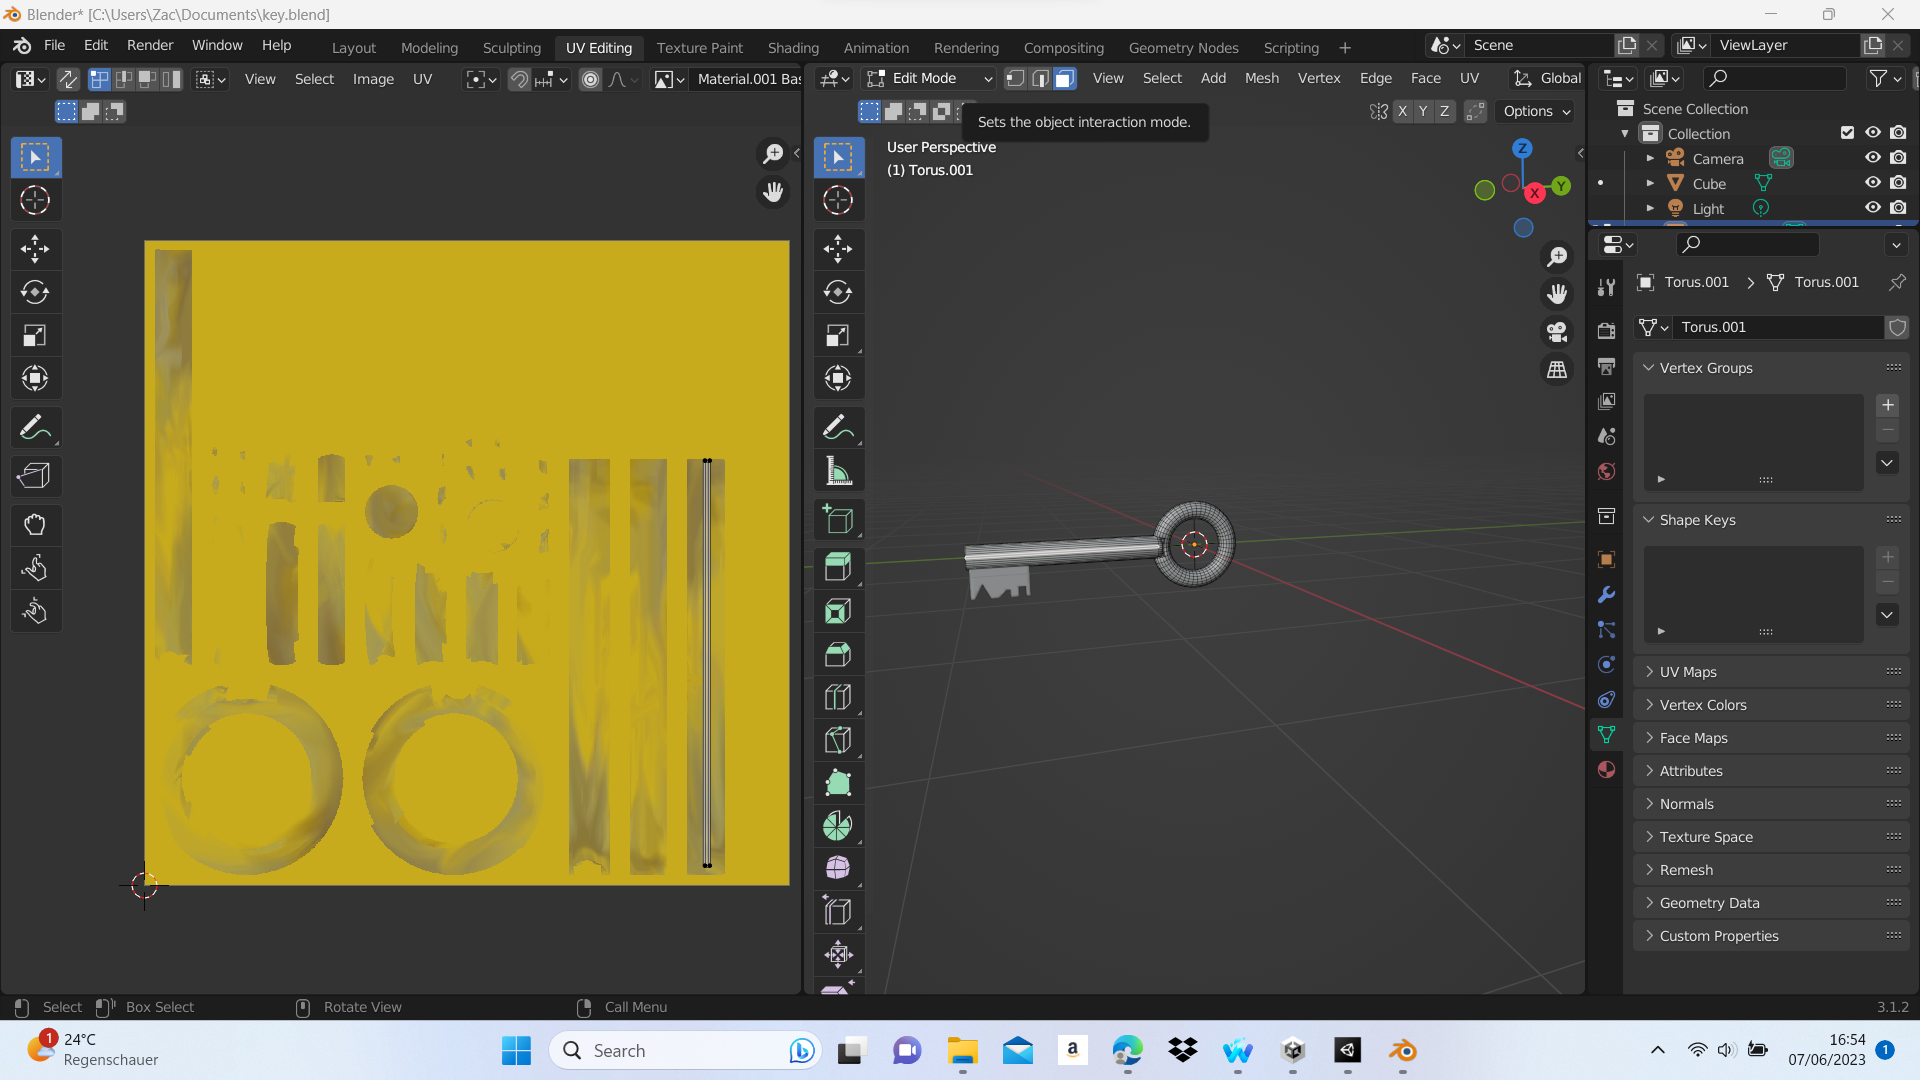 Blender* [C:\Users\Zac\Documents\key.blend]
File Edit Render Window Help
Layout Modeling Sculpting UV Editing Texture Paint Shading Animation Rendering Compositing Geometry Nodes Scripting +
Scene
ViewLayer
View Select Image UV
Material.001 Bas
Edit Mode
View Select Add Mesh Vertex Edge Face UV
Global
X Y Z
Options
Sets the object interaction mode.
User Perspective
(1) Torus.001
Z
Y
X
Scene Collection
Collection
Camera
Cube
Light
Torus.001 > Torus.001
Torus.001
Vertex Groups
Shape Keys
UV Maps
Vertex Colors
Face Maps
Attributes
Normals
Texture Space
Remesh
Geometry Data
Custom Properties
Select Box Select Rotate View Call Menu
3.1.2
1
24°C
Regenschauer
Search
a
16:54
07/06/2023
1